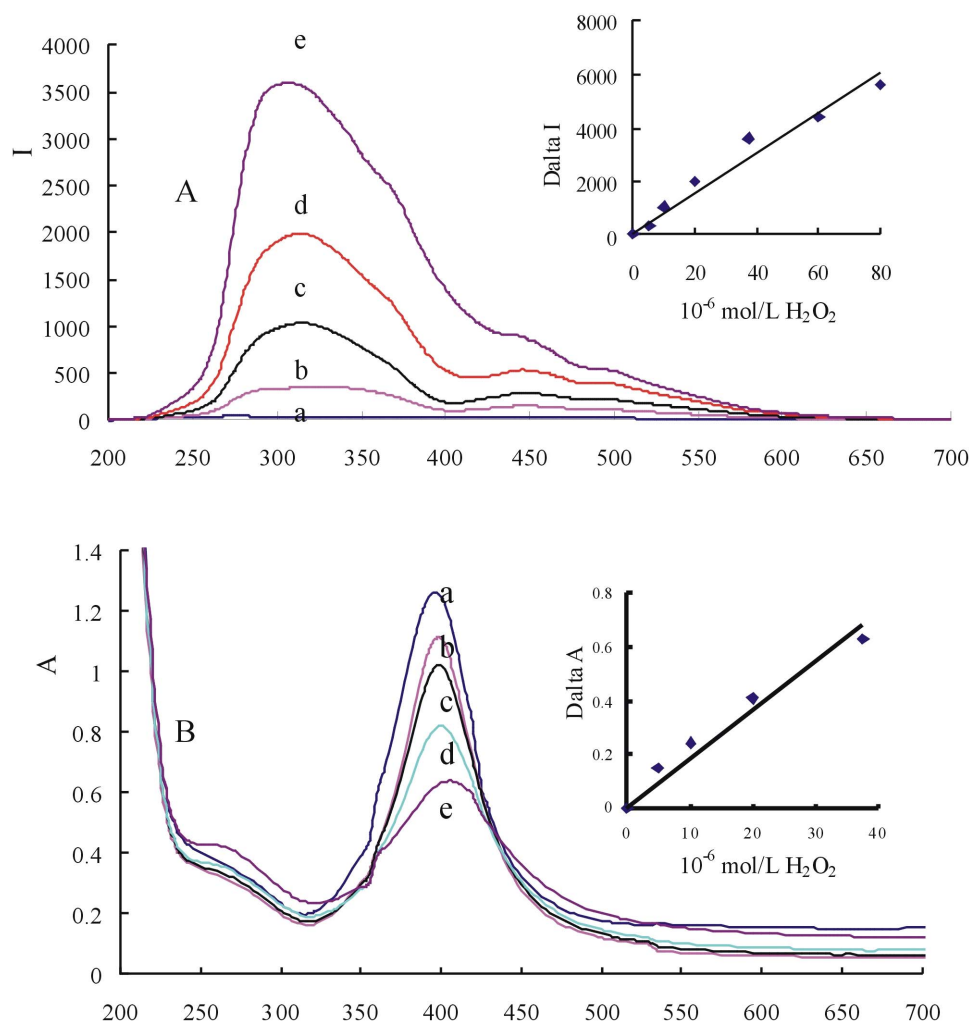 4000
3500
3000
2500
2000
1500
1000
500
0
I
A
e
d
c
b
a
200 250 300 350 400 450 500 550 600 650 700
8000
6000
4000
2000
0
Dalta I
0 20 40 60 80
10⁻⁶ mol/L H₂O₂
1.4
1.2
1
0.8
0.6
0.4
0.2
0
A
B
a
b
c
d
e
200 250 300 350 400 450 500 550 600 650 700
0.8
0.6
0.4
0.2
0
Dalta A
0 10 20 30 40
10⁻⁶ mol/L H₂O₂